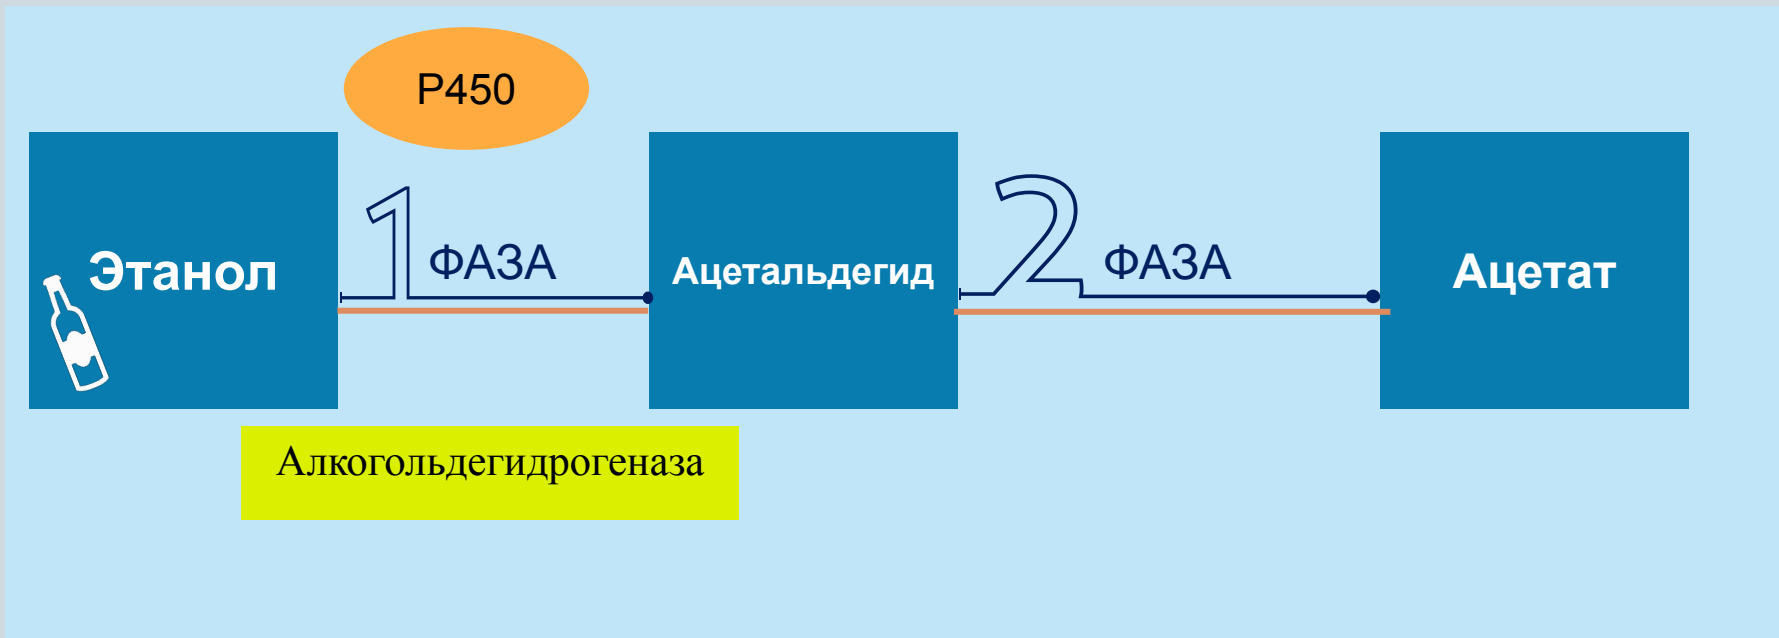 P450
Этанол
1 ФАЗА
Ацетальдегид
2 ФАЗА
Ацетат
Алкогольдегидрогеназа